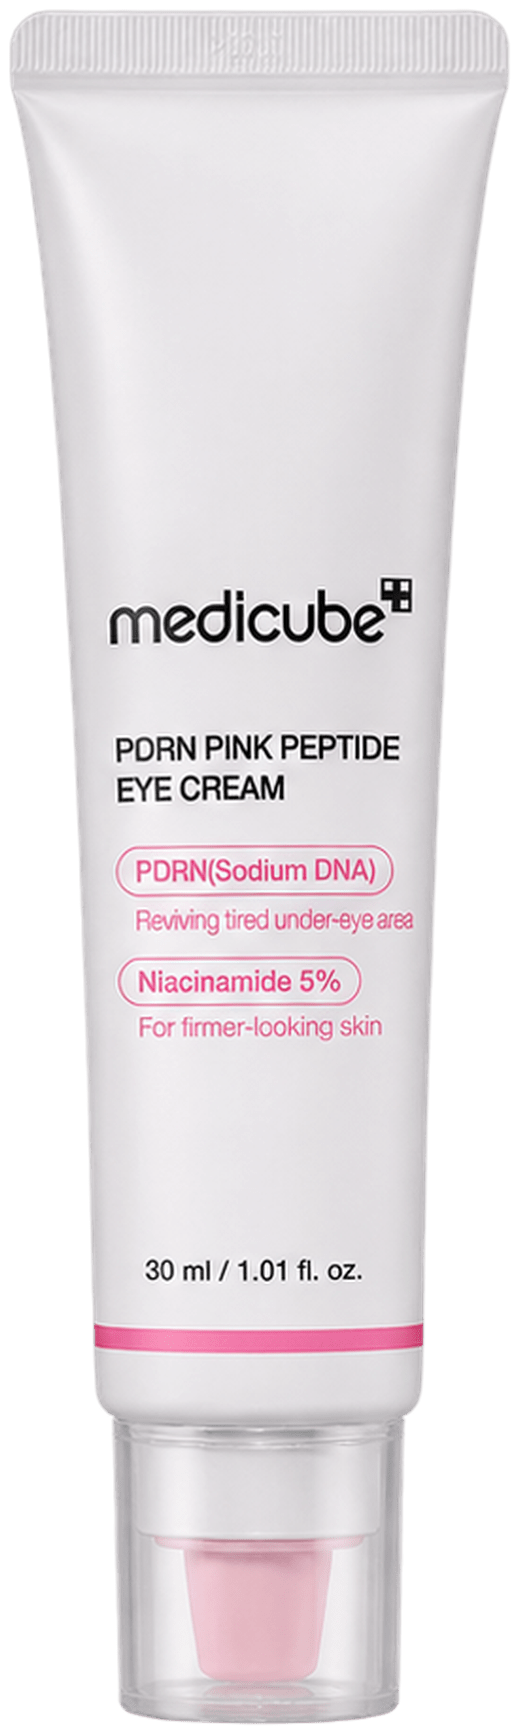 medicube
PDRN PINK PEPTIDE
EYE CREAM
PDRN(Sodium DNA)
Reviving tired under-eye area
Niacinamide 5%
For firmer-looking skin
30 ml / 1.01 fl. oz.